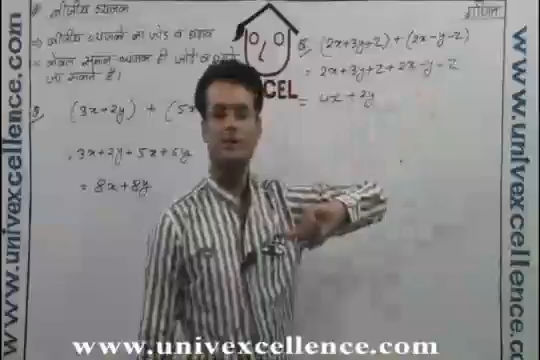 # बीजीय व्यंजक
गणित
⇒ बीजीय व्यंजकों का जोड़ व घटाव
⇒ केवल समान व्यंजक ही जोड़े व घटाये
जा सकते हैं।
Q. (3x+2y) + (5x
3x+2y+5x+6y
= 8x+8y
Q. (2x+3y+z) + (2x-y-z)
= 2x+3y+z+2x-y-z
= 4x+2y
CEL
www.univexcellence.com
www.univexcellence.com
www.univexcellence.com